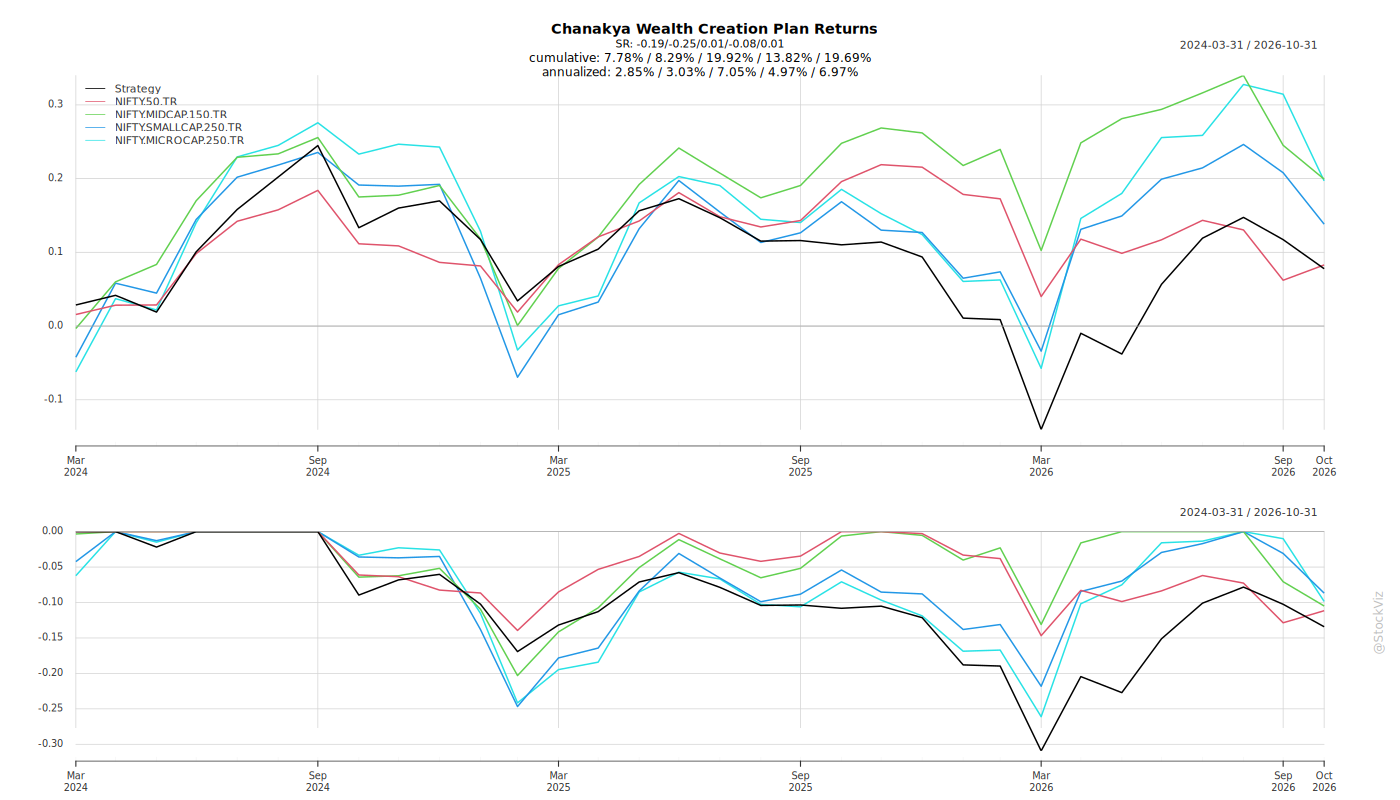 Chanakya Wealth Creation Plan Returns
SR: -0.19/-0.25/0.01/-0.08/0.01
cumulative: 7.78% / 8.29% / 19.92% / 13.82% / 19.69%
annualized: 2.85% / 3.03% / 7.05% / 4.97% / 6.97%
2024-03-31 / 2026-10-31
Strategy
NIFTY.50.TR
NIFTY.MIDCAP.150.TR
NIFTY.SMALLCAP.250.TR
NIFTY.MICROCAP.250.TR
0.3
0.2
0.1
0.0
-0.1
Mar 2024
Sep 2024
Mar 2025
Sep 2025
Mar 2026
Sep 2026
Oct 2026
2024-03-31 / 2026-10-31
0.00
-0.05
-0.10
-0.15
-0.20
-0.25
-0.30
Mar 2024
Sep 2024
Mar 2025
Sep 2025
Mar 2026
Sep 2026
Oct 2026
@StockViz